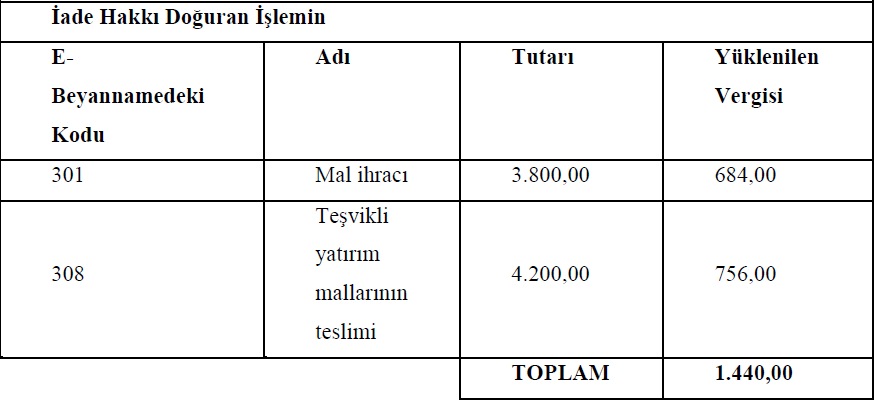 İade Hakkı Doğuran İşlemin
E-
Beyannamedeki
Kodu
Adı
Tutarı
Yüklenilen
Vergisi
301
Mal ihracı
3.800,00
684,00
308
Teşvikli
yatırım
mallarının
teslimi
4.200,00
756,00
TOPLAM
1.440,00